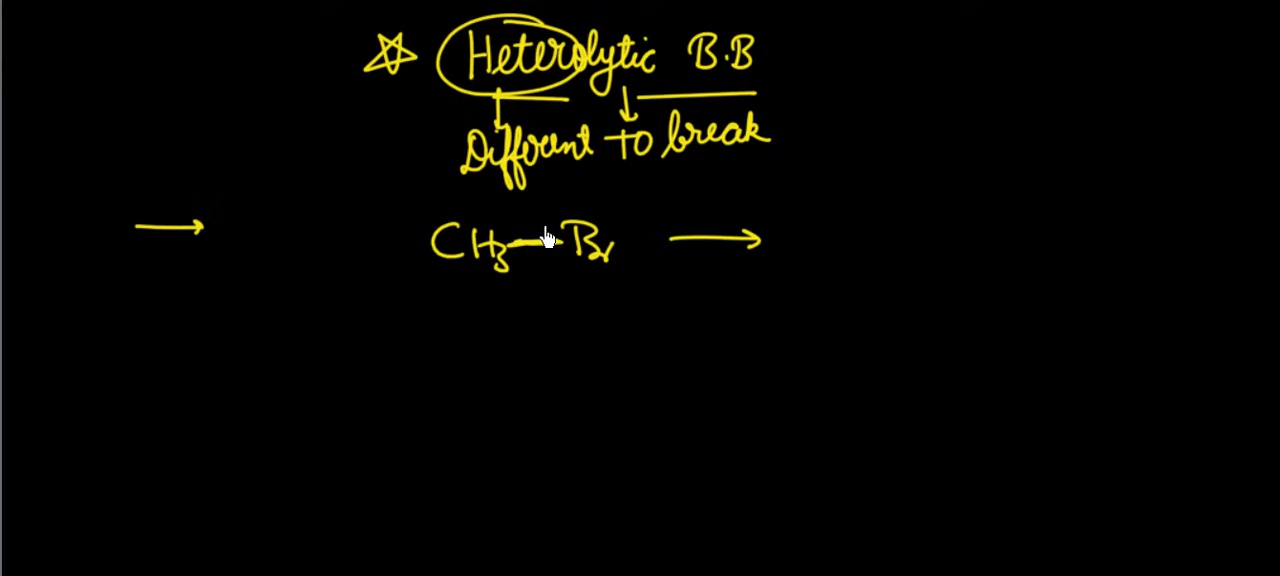 ☆ Heterolytic B.B
↓ ↓
Different to break
→ CH₃—Br →